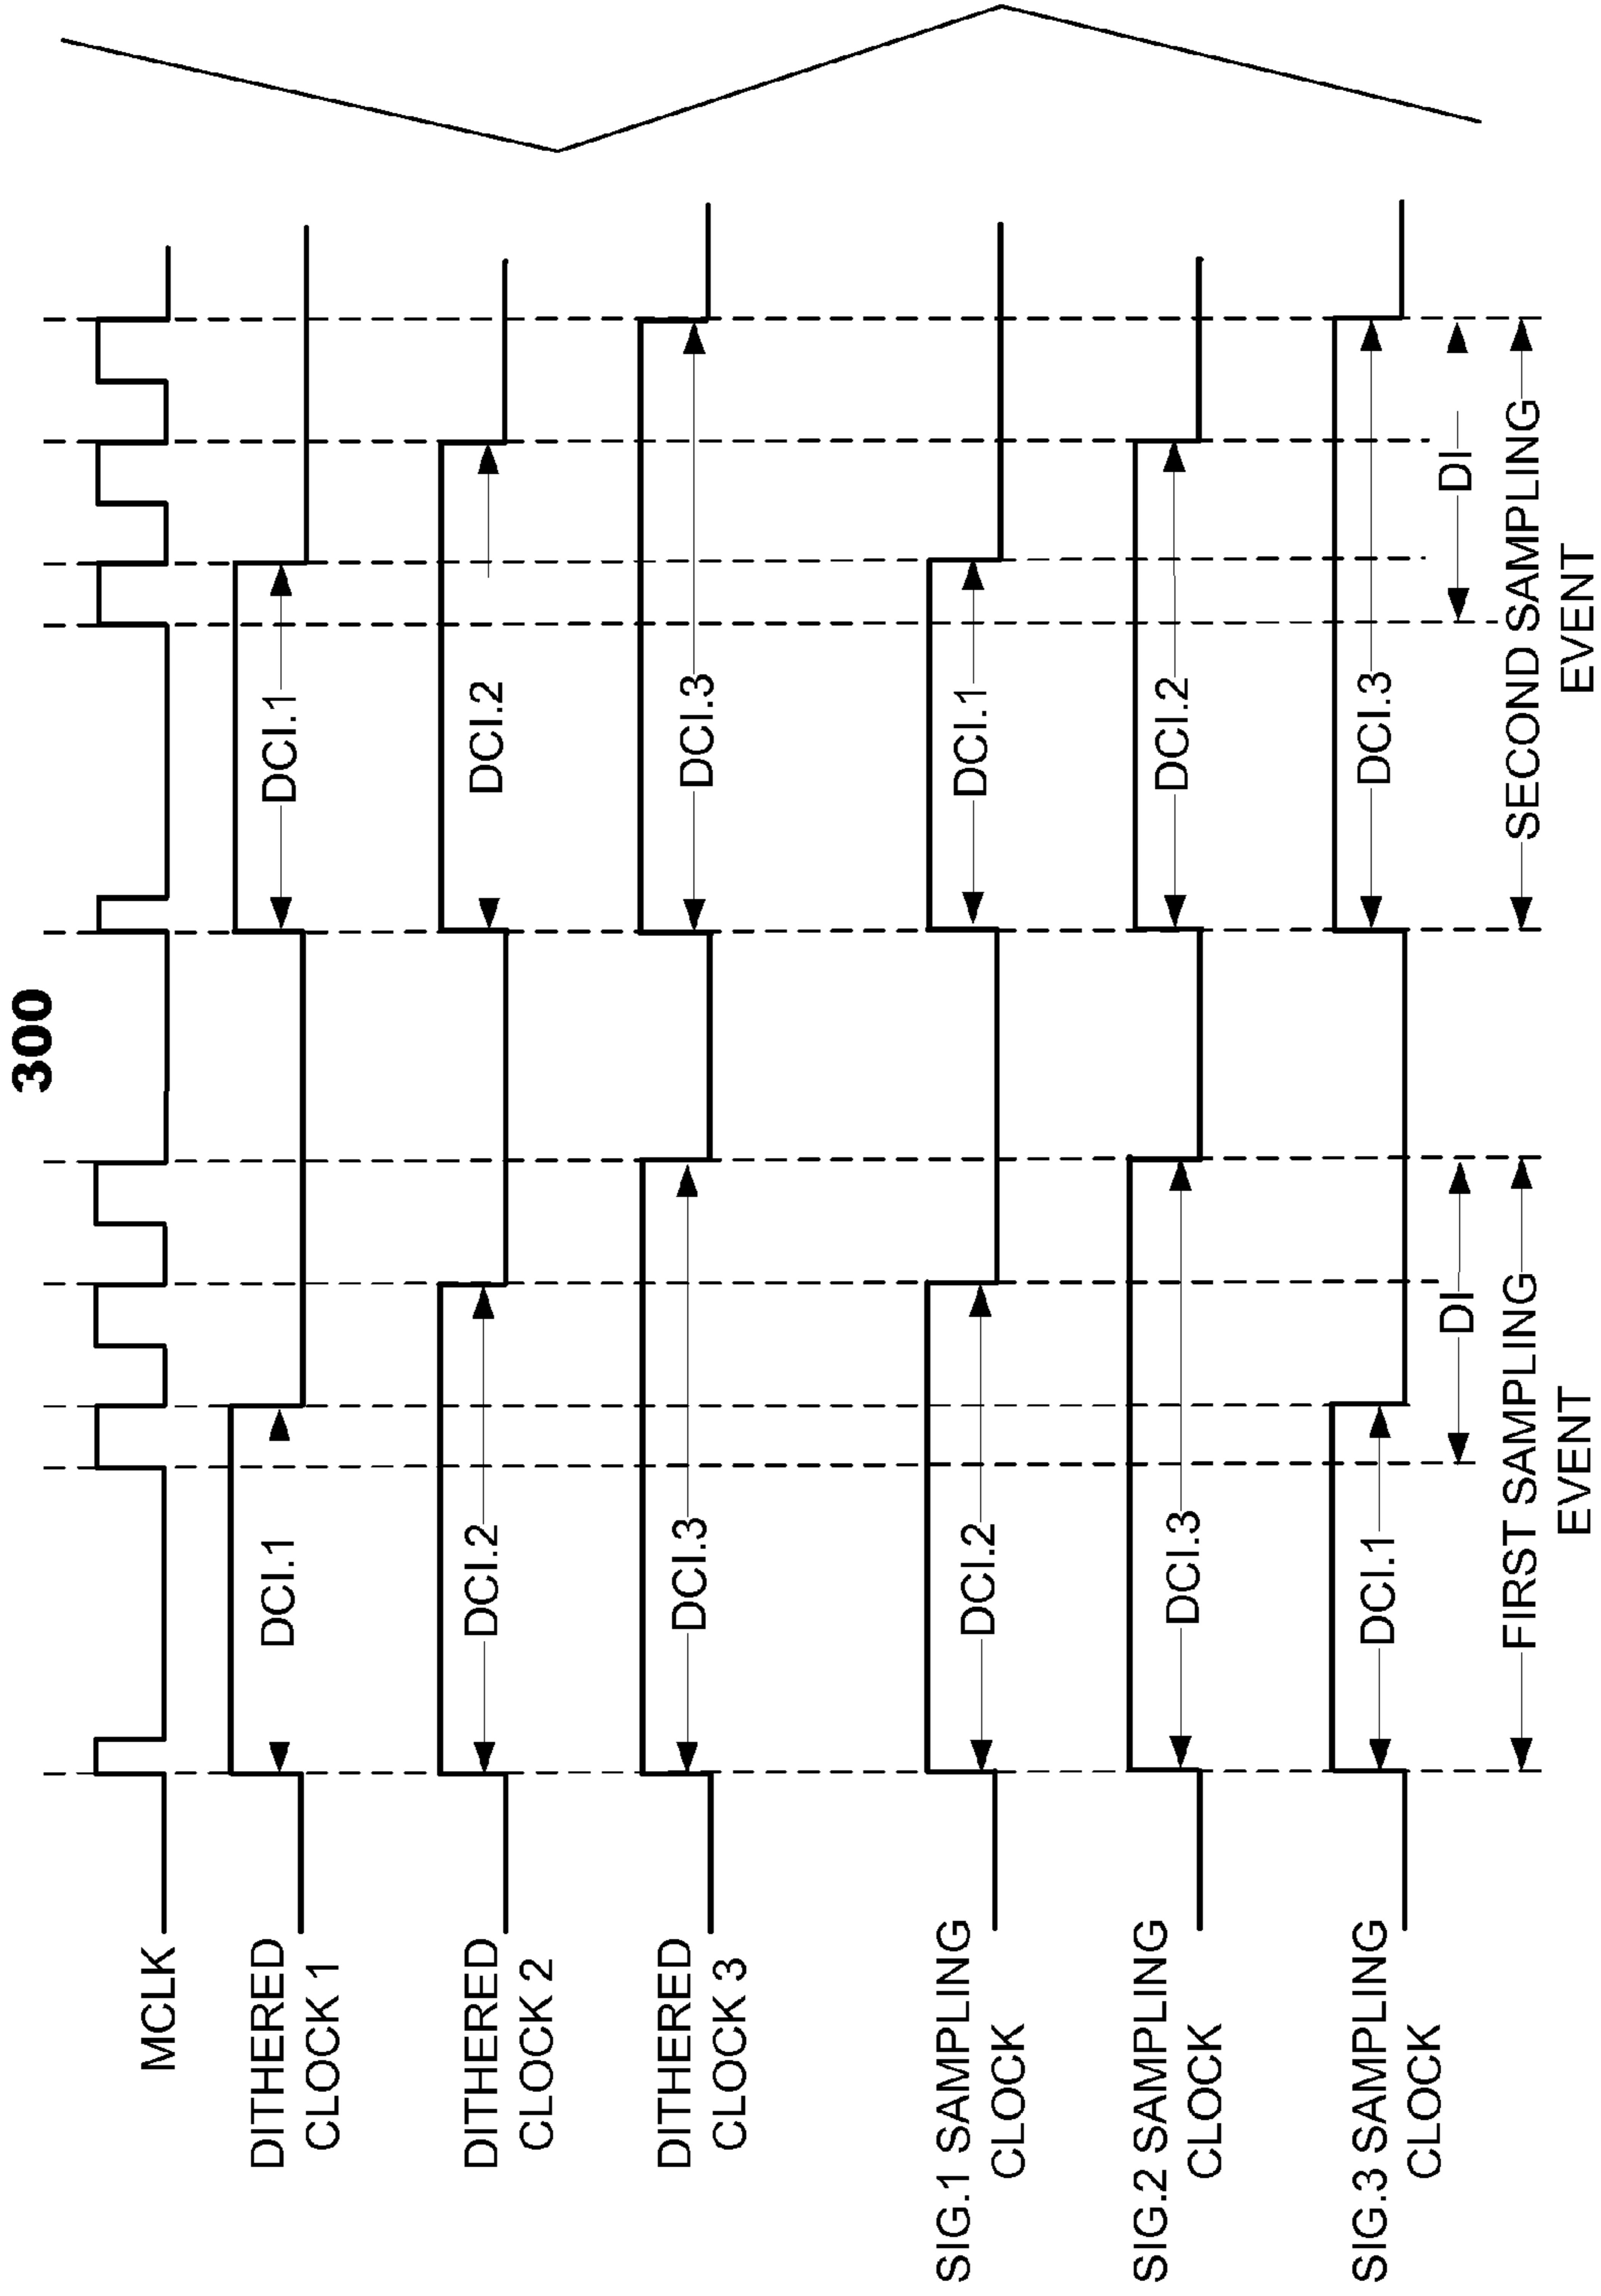 300
MCLK
DITHERED
CLOCK 1
DCI.1
DCI.1
DITHERED
CLOCK 2
DCI.2
DCI.2
DITHERED
CLOCK 3
DCI.3
DCI.3
SIG.1 SAMPLING
CLOCK
DCI.2
DCI.1
SIG.2 SAMPLING
CLOCK
DCI.3
DCI.2
SIG.3 SAMPLING
CLOCK
DCI.1
DCI.3
DI
DI
FIRST SAMPLING
EVENT
SECOND SAMPLING
EVENT